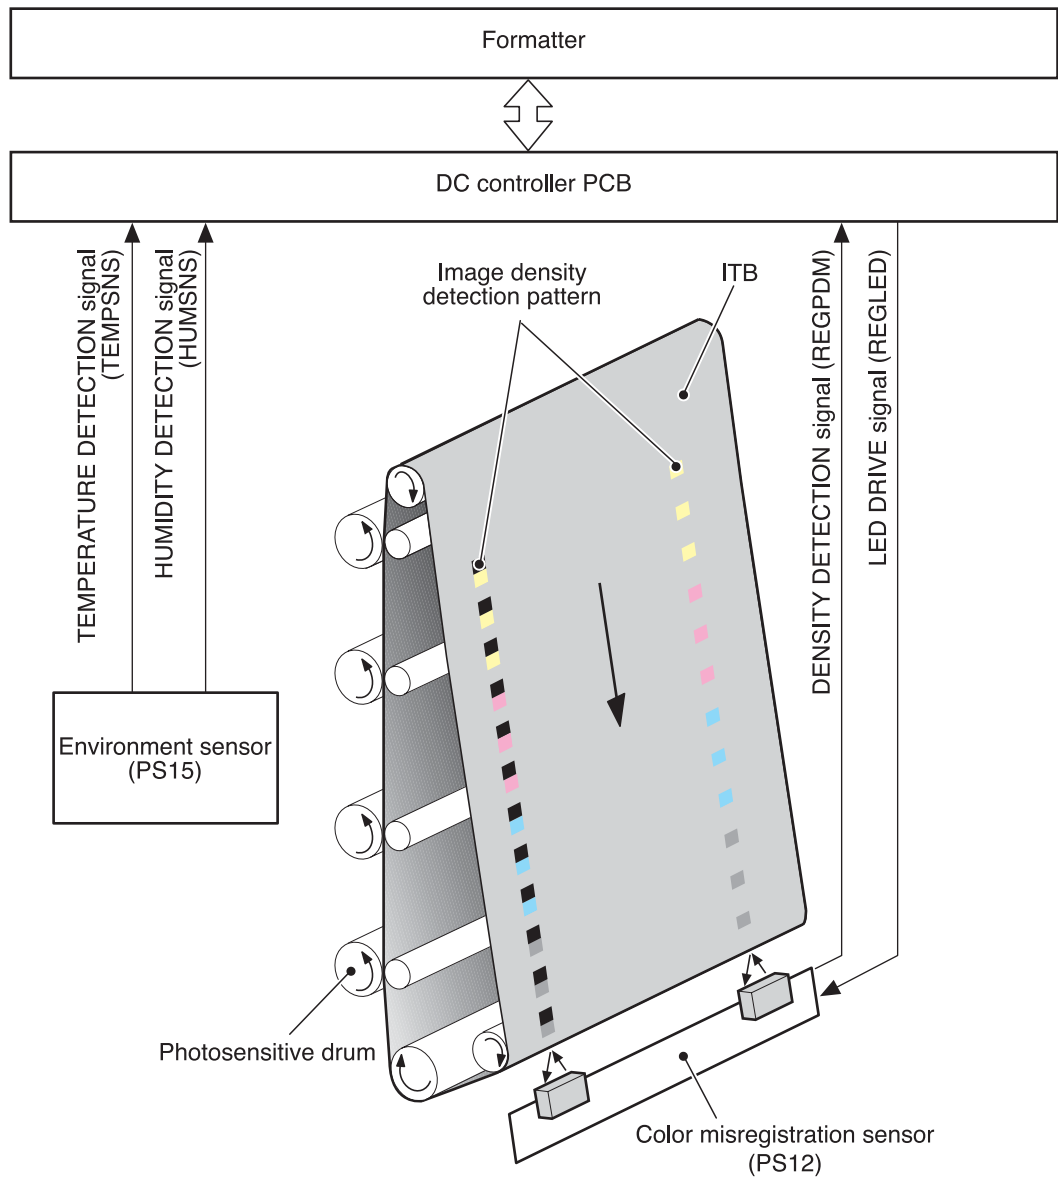 Formatter
DC controller PCB
TEMPERATURE DETECTION signal
(TEMPSNS)
HUMIDITY DETECTION signal
(HUMSNS)
Image density
detection pattern
ITB
DENSITY DETECTION signal (REGPDM)
LED DRIVE signal (REGLED)
Environment sensor
(PS15)
Photosensitive drum
Color misregistration sensor
(PS12)